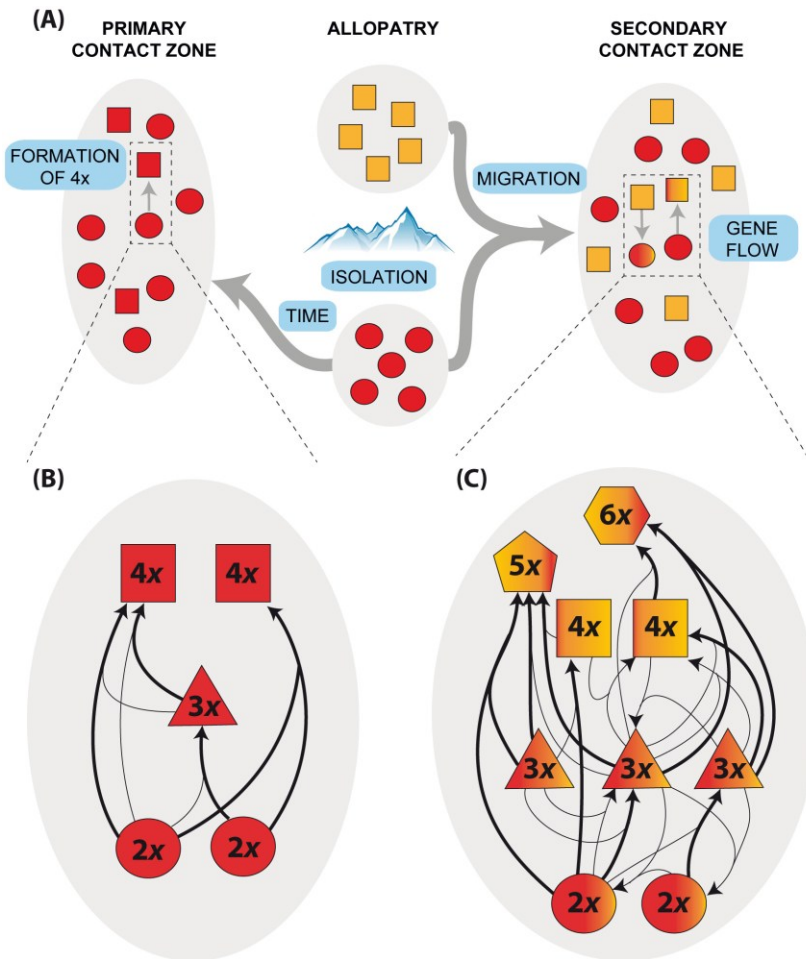 (A)
PRIMARY
CONTACT ZONE
ALLOPATRY
SECONDARY
CONTACT ZONE
FORMATION
OF 4x
MIGRATION
GENE
FLOW
ISOLATION
TIME
(B)
4x
4x
3x
2x
2x
(C)
6x
5x
4x
4x
3x
3x
3x
2x
2x